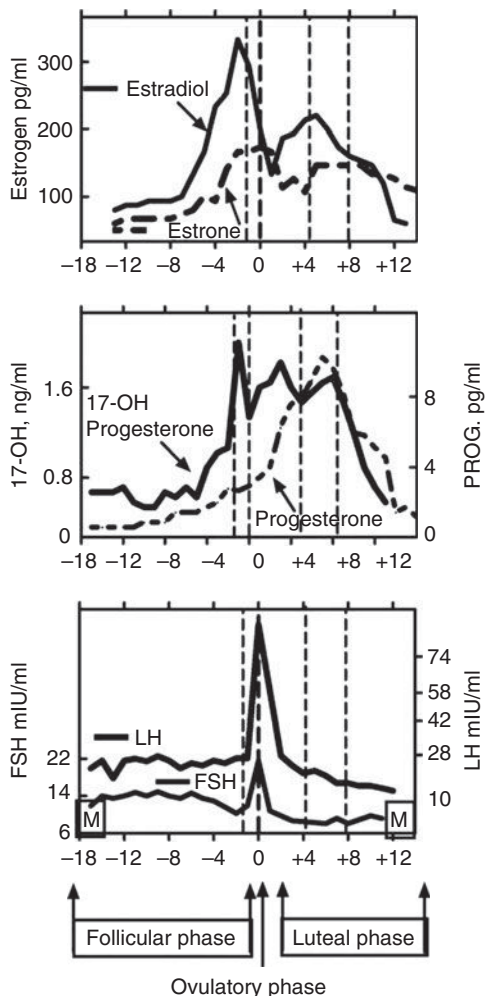 Estrogen pg/ml
300
200
100
Estradiol
Estrone
–18 –12 –8 –4 0 +4 +8 +12
17-OH, ng/ml
1.6
0.8
0
17-OH
Progesterone
Progesterone
PROG. pg/ml
8
4
0
–18 –12 –8 –4 0 +4 +8 +12
FSH mIU/ml
22
14
6
LH
FSH
M
M
LH mIU/ml
74
58
42
28
10
–18 –12 –8 –4 0 +4 +8 +12
Follicular phase
Luteal phase
Ovulatory phase